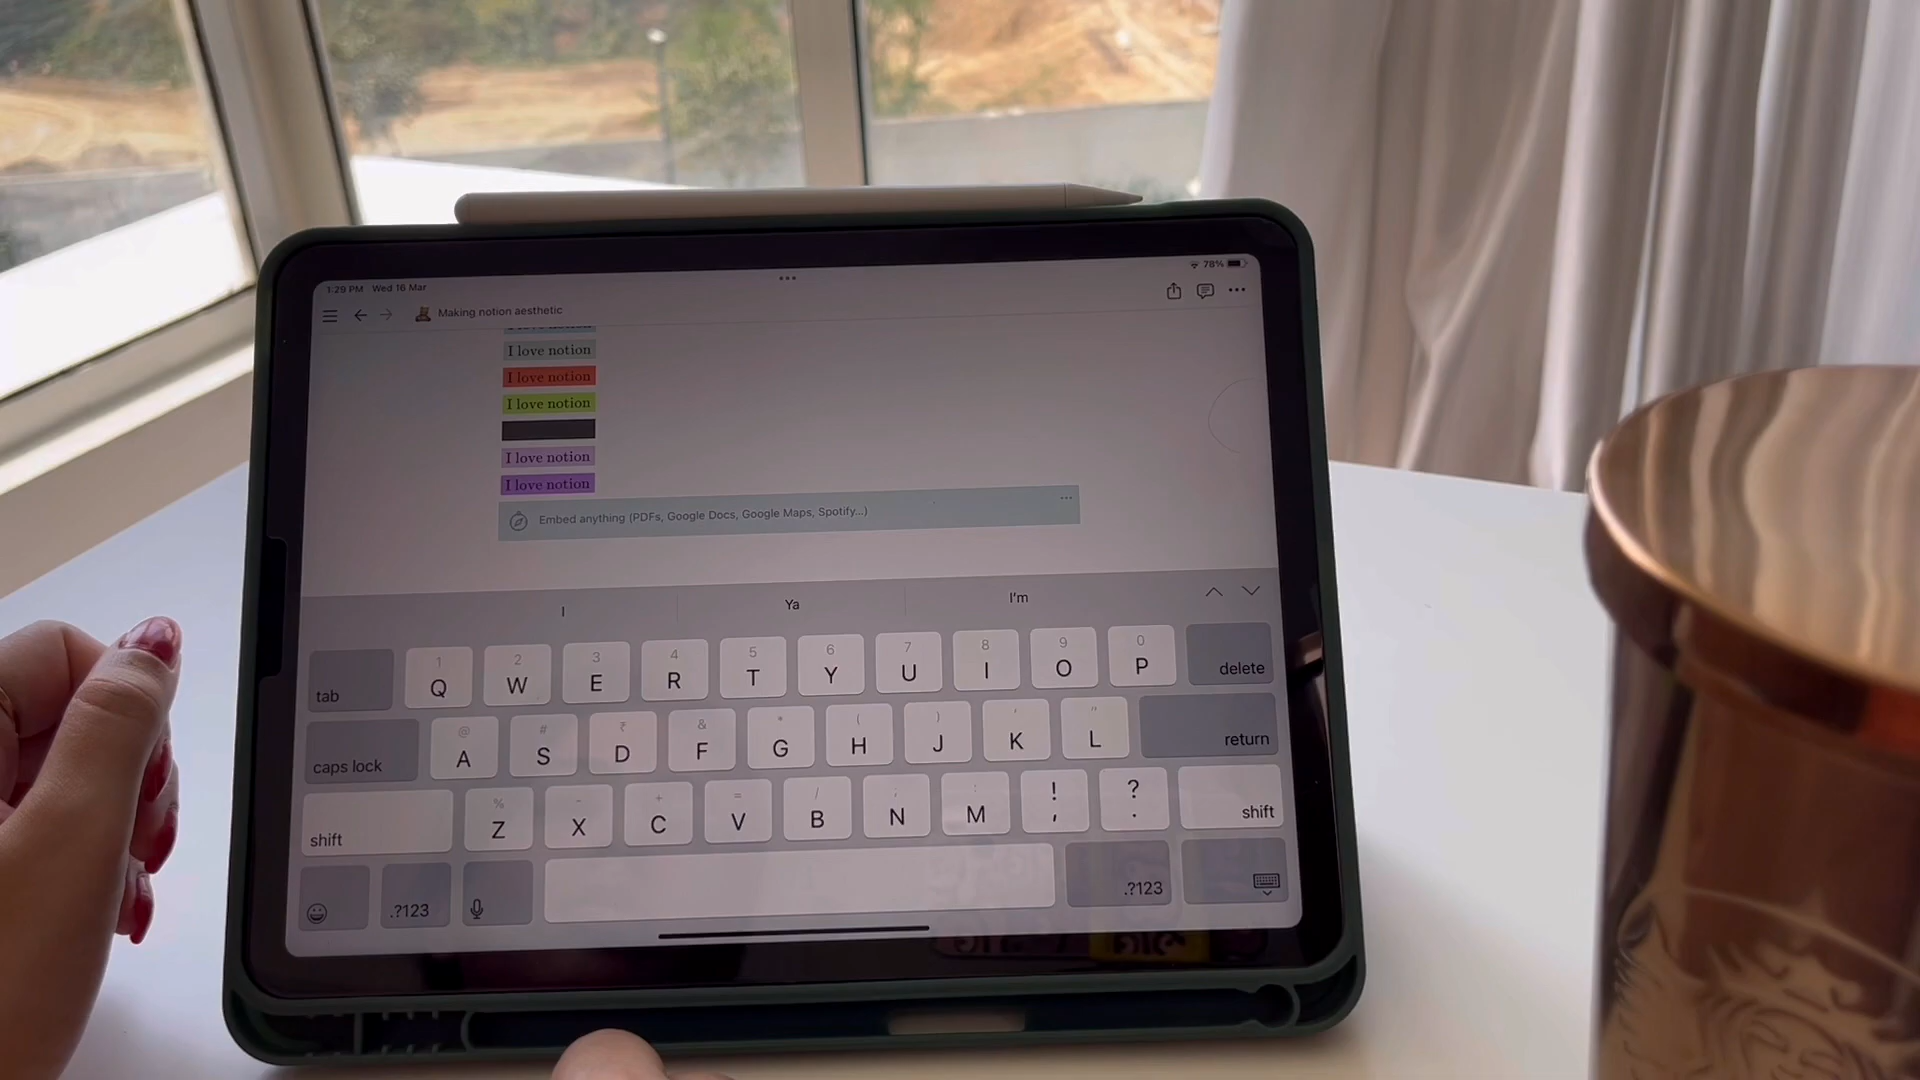 1:29 PM Wed 16 Mar
78%
Making notion aesthetic
I love notion
I love notion
I love notion
I love notion
I love notion
Embed anything (PDFs, Google Docs, Google Maps, Spotify...)
I Ya I'm
1 2 3 4 5 6 7 8 9 0
tab Q W E R T Y U I O P delete
@ # ₹ & * ( ) ' "
caps lock A S D F G H J K L return
% - + = / ; : ! ?
shift Z X C V B N M , . shift
.?123 .?123